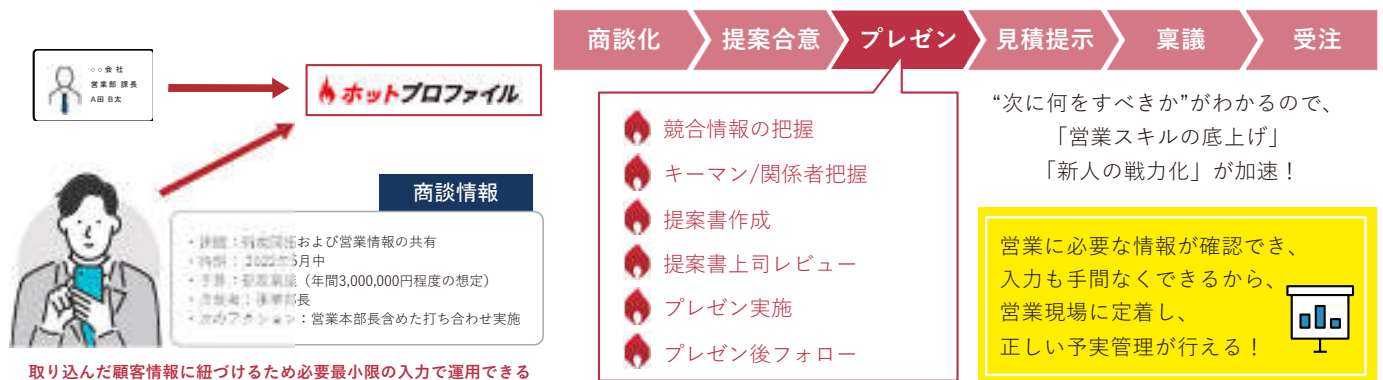 ○○会社
営業部 課長
A田 B太
ホットプロファイル
商談情報
・課題：　　　および営業情報の共有
・時期：2022年5月中
・予算：　　　（年間3,000,000円程度の想定）
・決裁者：事業部長
・次のアクション：営業本部長含めた打ち合わせ実施
取り込んだ顧客情報に紐づけるため必要最小限の入力で運用できる
商談化
提案合意
プレゼン
見積提示
稟議
受注
競合情報の把握
キーマン/関係者把握
提案書作成
提案書上司レビュー
プレゼン実施
プレゼン後フォロー
“次に何をすべきか”がわかるので、
「営業スキルの底上げ」
「新人の戦力化」が加速！
営業に必要な情報が確認でき、
入力も手間なくできるから、
営業現場に定着し、
正しい予実管理が行える！